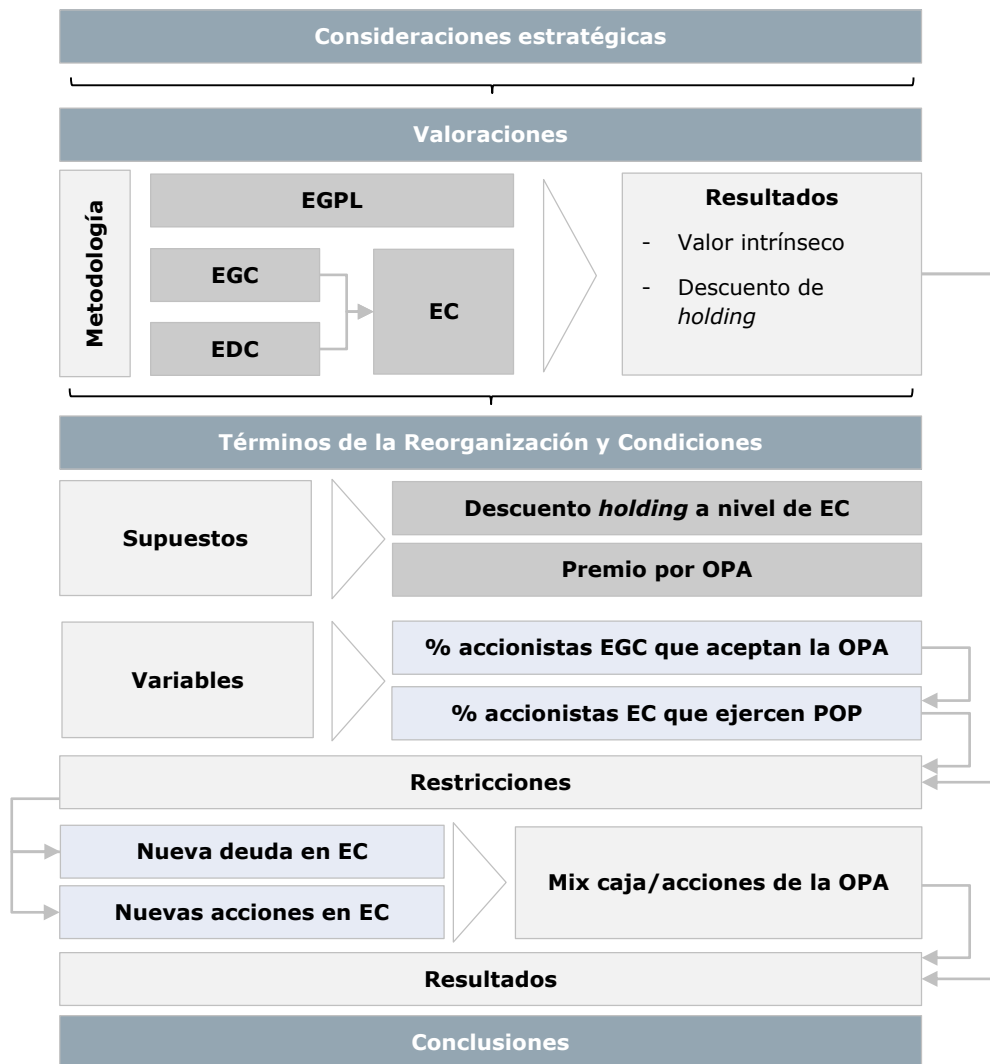 Consideraciones estratégicas
Valoraciones
Metodología
EGPL
EGC
EDC
EC
Resultados
- Valor intrínseco
- Descuento de
holding
Términos de la Reorganización y Condiciones
Supuestos
Descuento holding a nivel de EC
Premio por OPA
Variables
% accionistas EGC que aceptan la OPA
% accionistas EC que ejercen POP
Restricciones
Nueva deuda en EC
Nuevas acciones en EC
Mix caja/acciones de la OPA
Resultados
Conclusiones